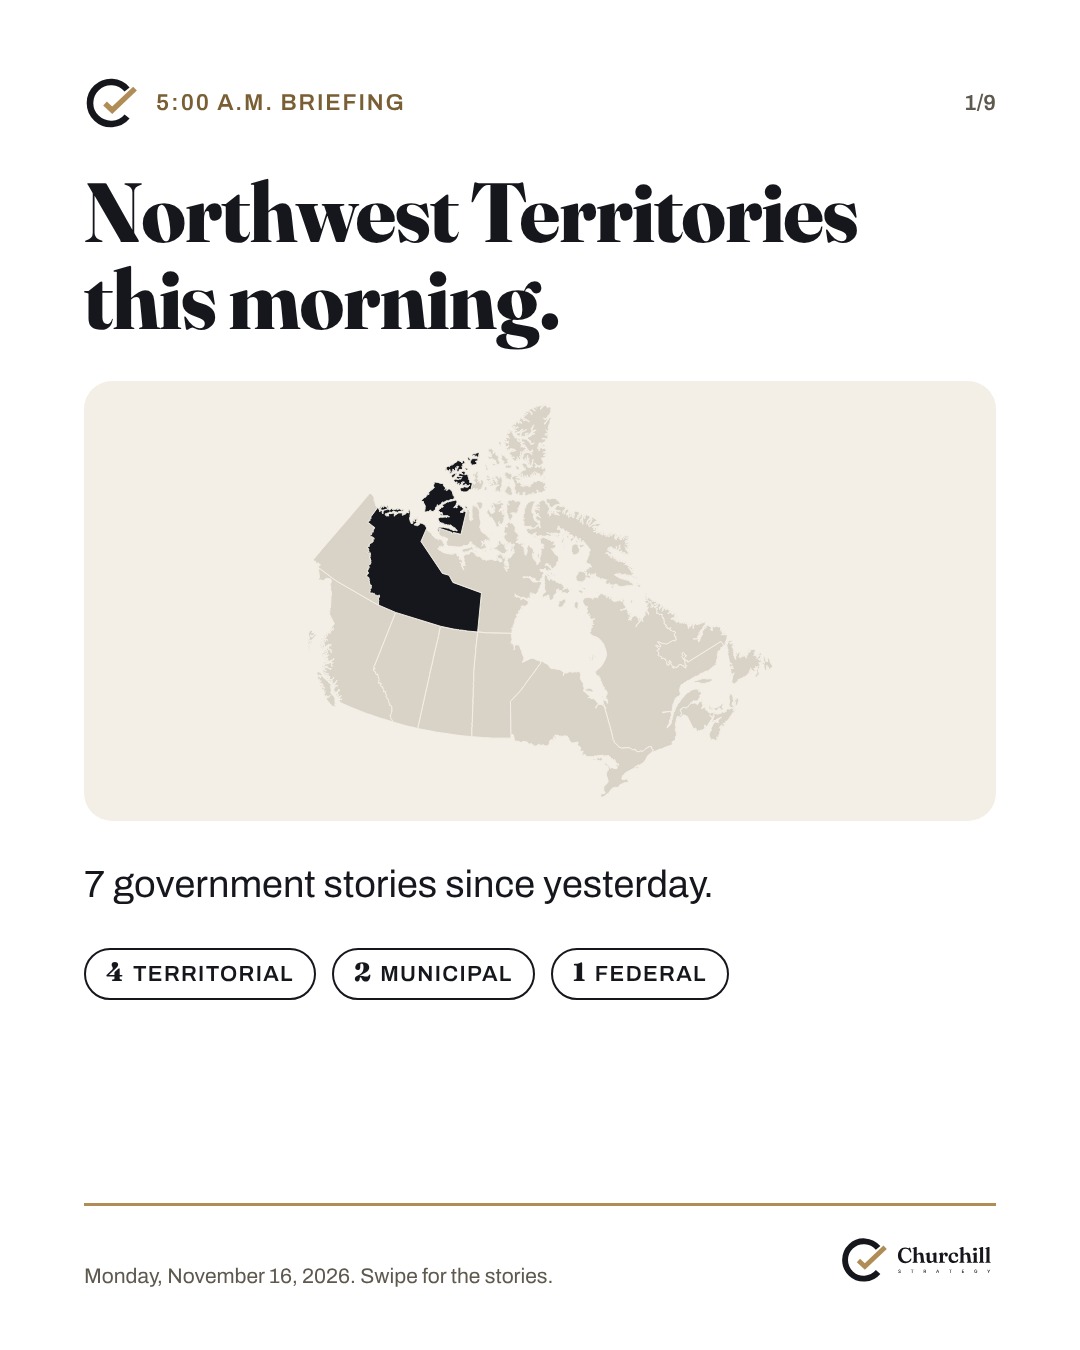 5:00 A.M. BRIEFING
1/9
Northwest Territories
this morning.
7 government stories since yesterday.
4 TERRITORIAL
2 MUNICIPAL
1 FEDERAL
Monday, November 16, 2026. Swipe for the stories.
Churchill
STRATEGY